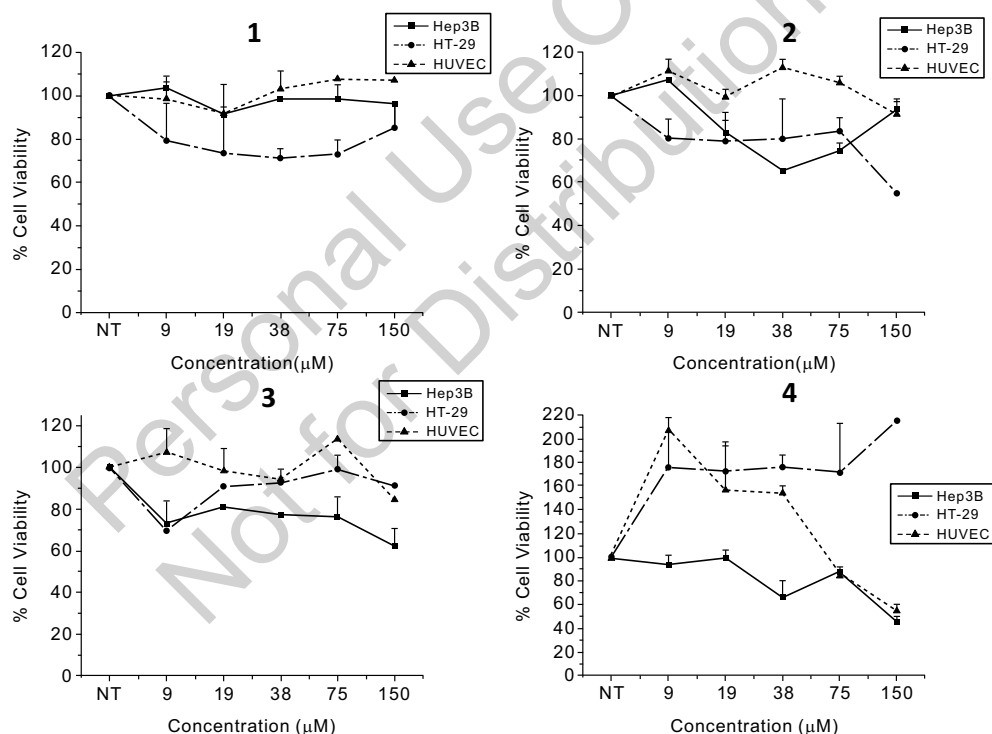 1
Hep3B
HT-29
HUVEC
120
100
80
60
40
20
0
% Cell Viability
NT 9 19 38 75 150
Concentration(μM)
2
Hep3B
HT-29
HUVEC
120
100
80
60
40
20
0
% Cell Viability
NT 9 19 38 75 150
Concentration (μM)
3
Hep3B
HT-29
HUVEC
120
100
80
60
40
20
0
% Cell Viability
NT 9 19 38 75 150
Concentration (μM)
4
Hep3B
HT-29
HUVEC
220
200
180
160
150
120
100
80
60
40
20
0
% Cell Viability
NT 9 19 38 75 150
Concentration (μM)
Personal Use
Not for Distribution